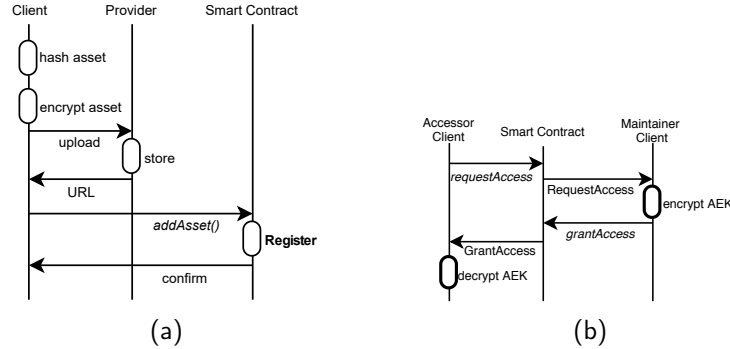 Client Provider Smart Contract
hash asset
encrypt asset
upload
store
URL
addAsset()
Register
confirm
(a)
Accessor
Client
Smart Contract
Maintainer
Client
requestAccess
RequestAccess
encrypt AEK
grantAccess
GrantAccess
decrypt AEK
(b)